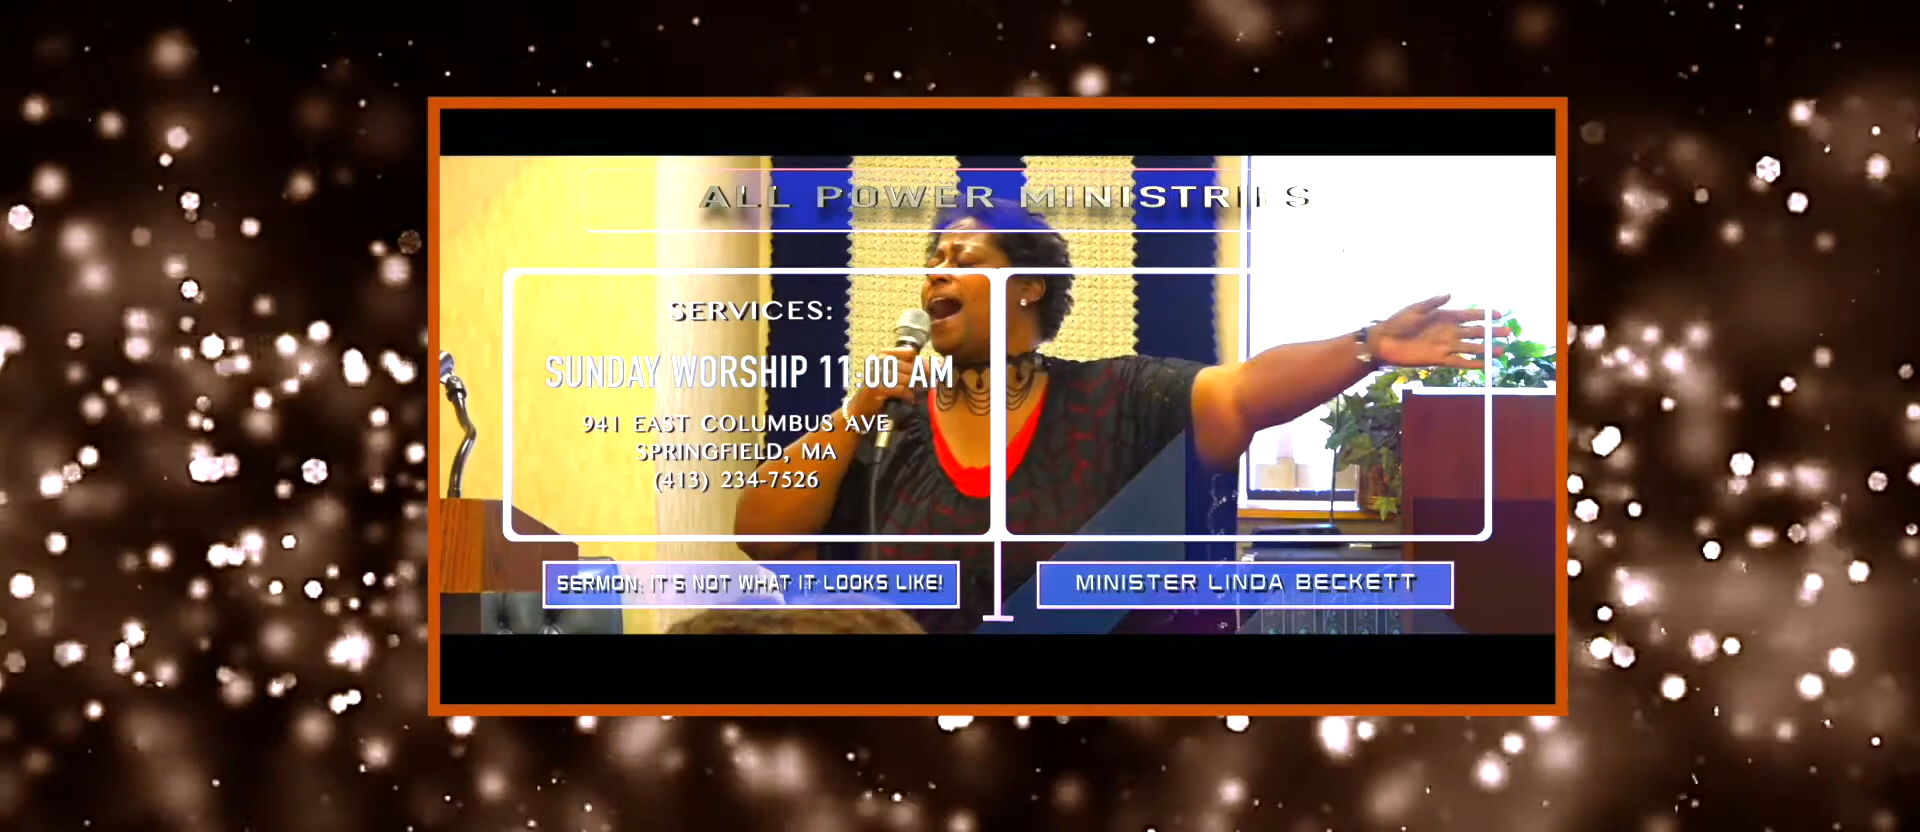 ALL POWER MINISTRIES
SERVICES:
SUNDAY WORSHIP 11:00 AM
941 EAST COLUMBUS AVE
SPRINGFIELD, MA
(413) 234-7526
SERMON: IT'S NOT WHAT IT LOOKS LIKE!
MINISTER LINDA BECKETT